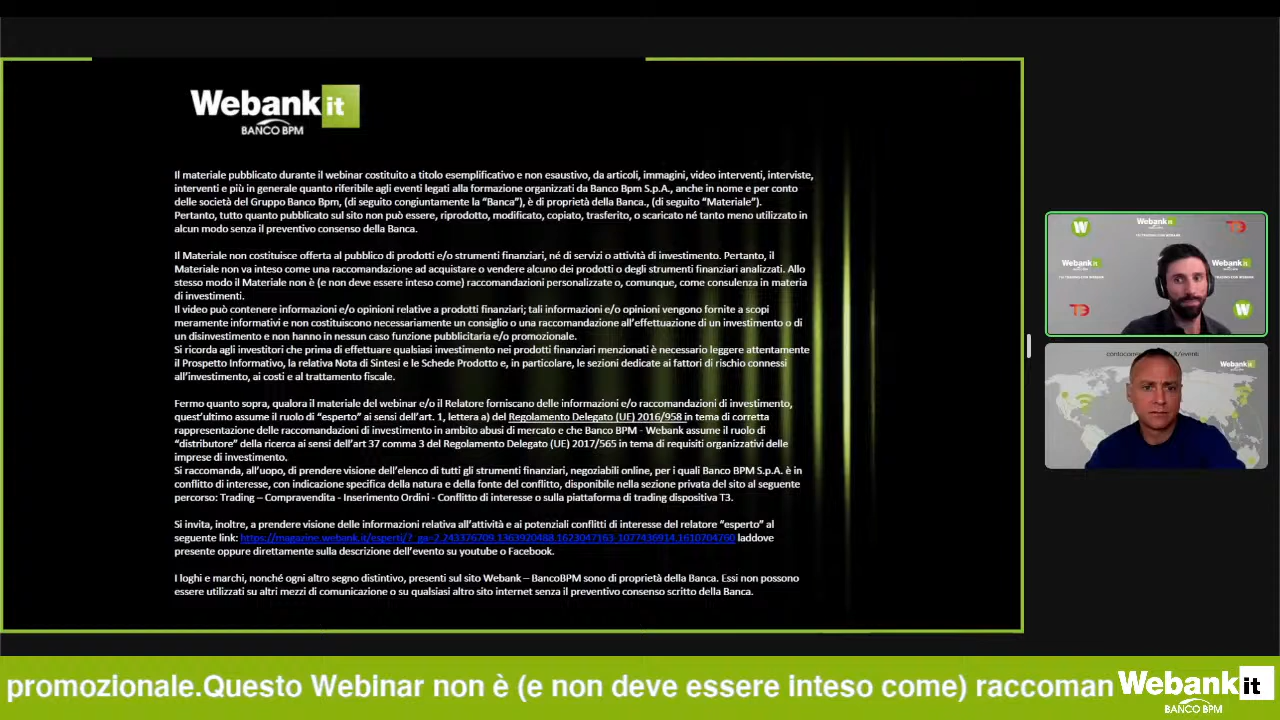 Webank it
BANCO BPM
Il materiale pubblicato durante il webinar costituito a titolo esemplificativo e non esaustivo, da articoli, immagini, video interventi, interviste,
interventi e più in generale quanto riferibile agli eventi legati alla formazione organizzati da Banco Bpm S.p.A., anche in nome e per conto
delle società del Gruppo Banco Bpm, (di seguito congiuntamente la “Banca”), è di proprietà della Banca., (di seguito “Materiale”).
Pertanto, tutto quanto pubblicato sul sito non può essere, riprodotto, modificato, copiato, trasferito, o scaricato né tanto meno utilizzato in
alcun modo senza il preventivo consenso della Banca.
Il Materiale non costituisce offerta al pubblico di prodotti e/o strumenti finanziari, né di servizi o attività di investimento. Pertanto, il
Materiale non va inteso come una raccomandazione ad acquistare o vendere alcuno dei prodotti o degli strumenti finanziari analizzati. Allo
stesso modo il Materiale non è (e non deve essere inteso come) raccomandazioni personalizzate o, comunque, come consulenza in materia
di investimenti.
Il video può contenere informazioni e/o opinioni relative a prodotti finanziari; tali informazioni e/o opinioni vengono fornite a scopi
meramente informativi e non costituiscono necessariamente un consiglio o una raccomandazione all’effettuazione di un investimento o di
un disinvestimento e non hanno in nessun caso funzione pubblicitaria e/o promozionale.
Si ricorda agli investitori che prima di effettuare qualsiasi investimento nei prodotti finanziari menzionati è necessario leggere attentamente
il Prospetto Informativo, la relativa Nota di Sintesi e le Schede Prodotto e, in particolare, le sezioni dedicate ai fattori di rischio connessi
all’investimento, ai costi e al trattamento fiscale.
Fermo quanto sopra, qualora il materiale del webinar e/o il Relatore forniscano delle informazioni e/o raccomandazioni di investimento,
quest’ultimo assume il ruolo di “esperto” ai sensi dell’art. 1, lettera a) del Regolamento Delegato (UE) 2016/958 in tema di corretta
rappresentazione delle raccomandazioni di investimento in ambito abusi di mercato e che Banco BPM - Webank assume il ruolo di
“distributore” della ricerca ai sensi dell’art 37 comma 3 del Regolamento Delegato (UE) 2017/565 in tema di requisiti organizzativi delle
imprese di investimento.
Si raccomanda, all’uopo, di prendere visione dell’elenco di tutti gli strumenti finanziari, negoziabili online, per i quali Banco BPM S.p.A. è in
conflitto di interesse, con indicazione specifica della natura e della fonte del conflitto, disponibile nella sezione privata del sito al seguente
percorso: Trading – Compravendita - Inserimento Ordini - Conflitto di interesse o sulla piattaforma di trading dispositiva T3.
Si invita, inoltre, a prendere visione delle informazioni relativa all’attività e ai potenziali conflitti di interesse del relatore “esperto” al
seguente link: https://magazine.webank.it/esperti/?_ga=2.243376709.1363920488.1623047163_1077436914.1610704760 laddove
presente oppure direttamente sulla descrizione dell’evento su youtube o Facebook.
I loghi e marchi, nonché ogni altro segno distintivo, presenti sul sito Webank – BancoBPM sono di proprietà della Banca. Essi non possono
essere utilizzati su altri mezzi di comunicazione o su qualsiasi altro sito internet senza il preventivo consenso scritto della Banca.
W
Webank it
T3
Webank it
Webank it
T3
W
Webank it
promozionale.Questo Webinar non è (e non deve essere inteso come) raccoman
Webank it
BANCO BPM